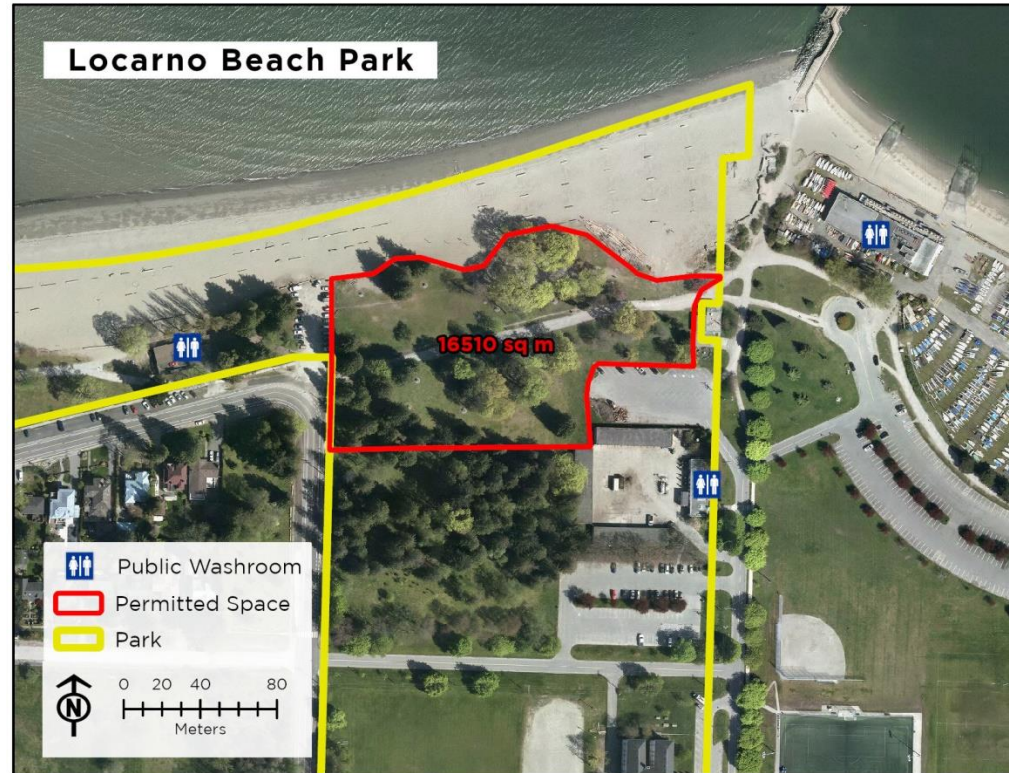 Locarno Beach Park
16510 sq m
Public Washroom
Permitted Space
Park
N
0 20 40 80
Meters